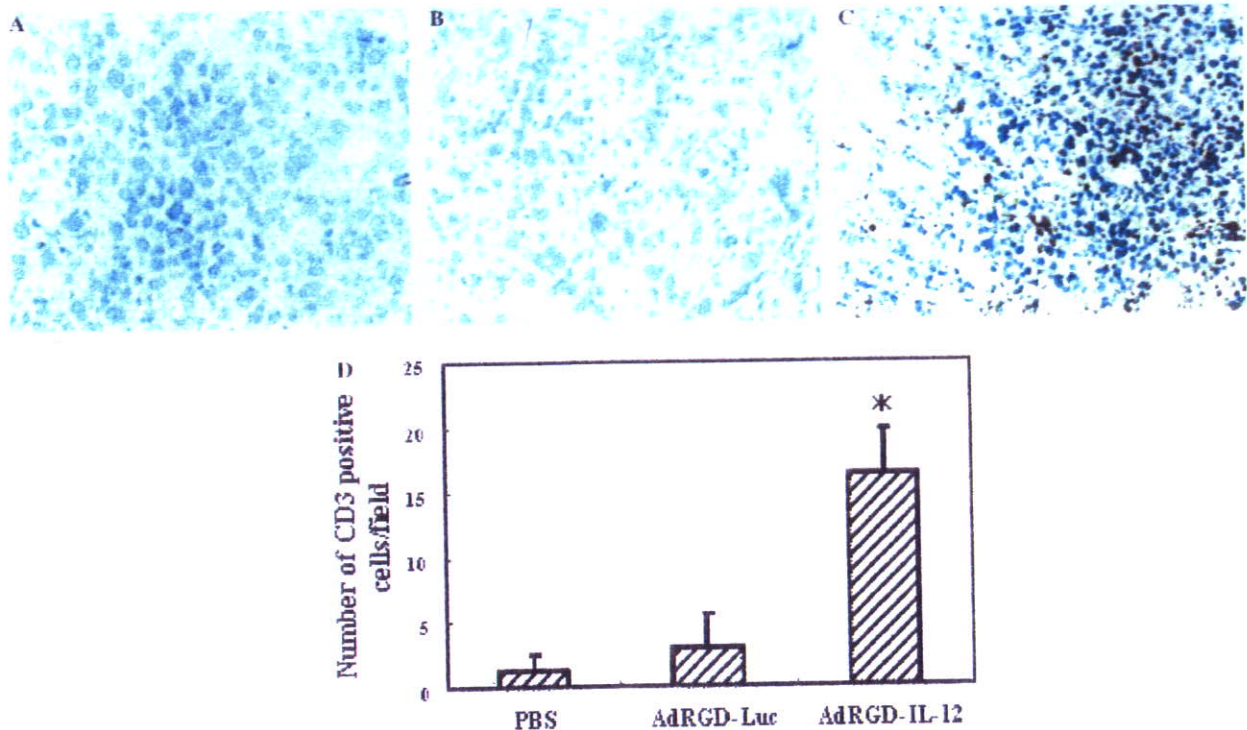 A
B
C
D
Number of CD3 positive
cells/field
25
20
15
10
5
0
*
PBS
AdRGD-Luc
AdRGD-IL-12